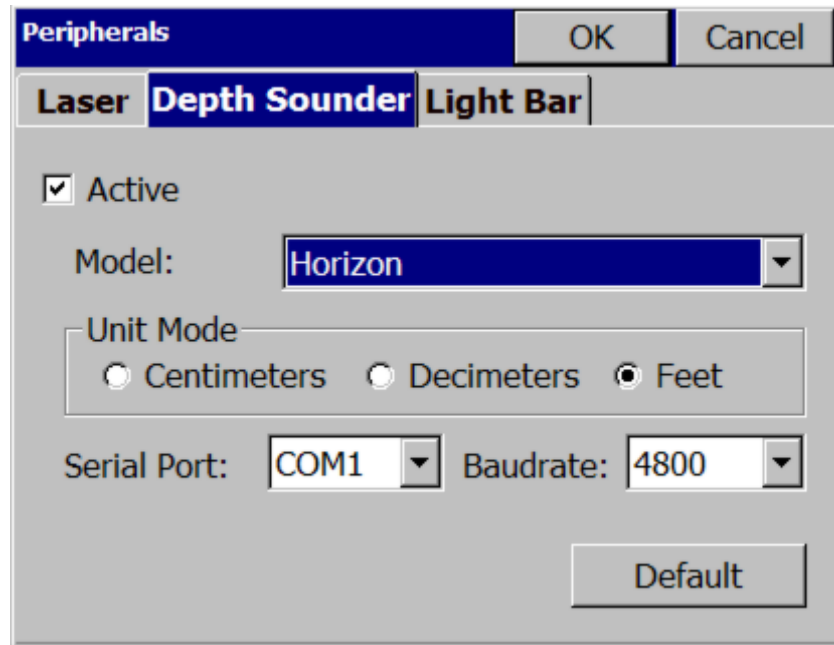 Peripherals OK Cancel
Laser Depth Sounder Light Bar
Active
Model: Horizon
Unit Mode
Centimeters Decimeters Feet
Serial Port: COM1 Baudrate: 4800
Default